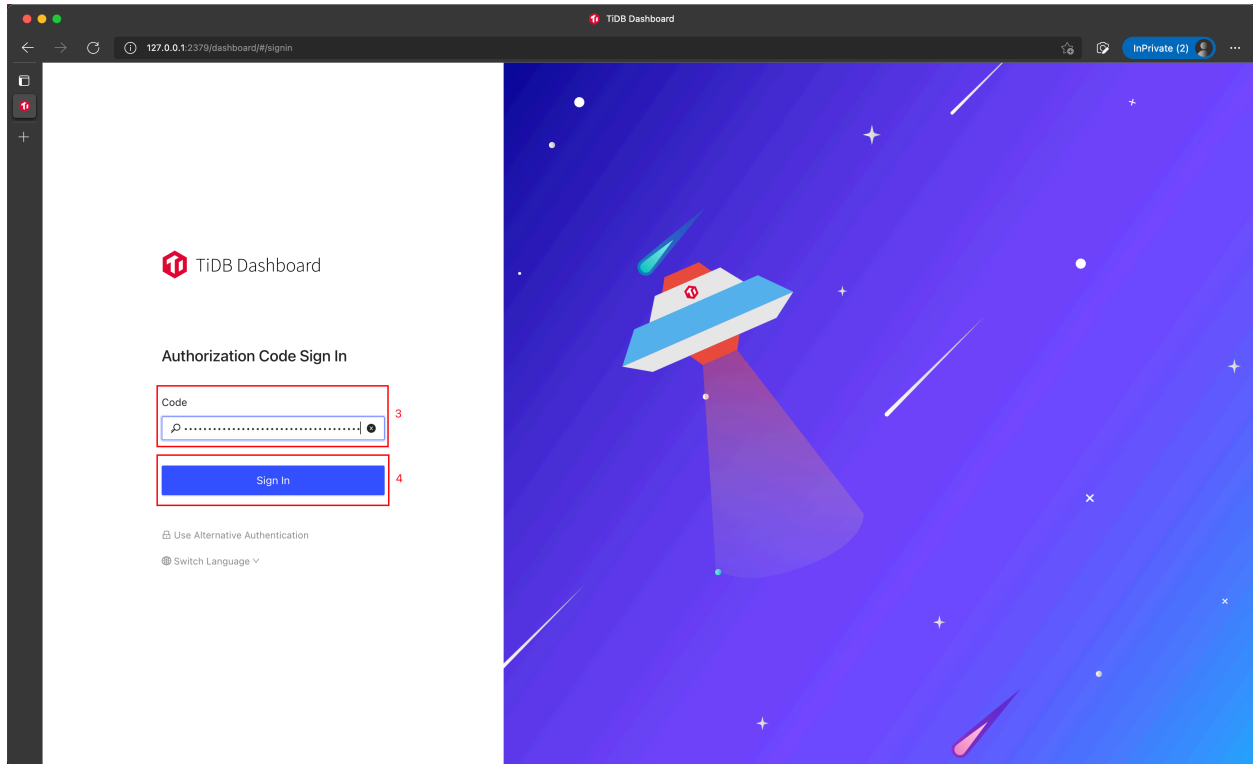 TiDB Dashboard
127.0.0.1:2379/dashboard/#/signin
InPrivate (2)
TiDB Dashboard
Authorization Code Sign In
Code
3
Sign In
4
Use Alternative Authentication
Switch Language